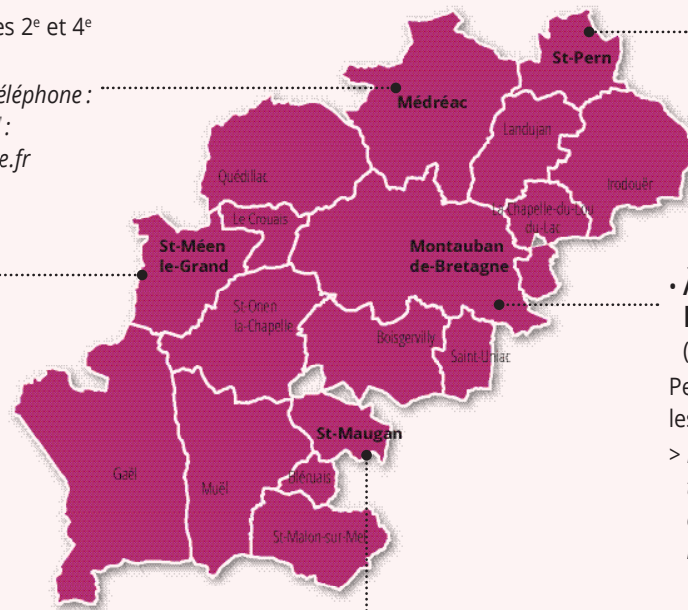 es 2e et 4e
éléphone :
:
e.fr
St-Pern
Médréac
Landujan
Quédillac
Irodouër
La Chapelle-du-Lou
du-Lac
Le Crouais
St-Méen
le-Grand
Montauban
de-Bretagne
St-Onen
la-Chapelle
Boisgervilly
Saint-Uniac
St-Maugan
Gaël
Muël
Bléruais
St-Malon-sur-Mel
•
(
Pe
les
>